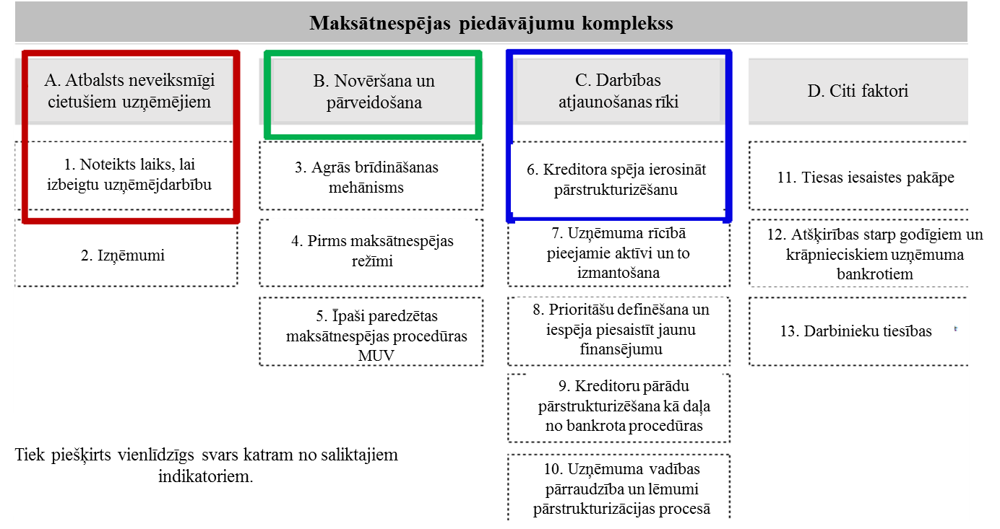 Maksātnespējas piedāvājumu komplekss
A. Atbalsts neveiksmīgi
cietušiem uzņēmējiem
1. Noteikts laiks, lai
izbeigtu uzņēmējdarbību
2. Izņēmumi
B. Novēršana un
pārveidošana
3. Agrās brīdināšanas
mehānisms
4. Pirms maksātnespējas
režīmi
5. Īpaši paredzētas
maksātnespējas procedūras
MUV
C. Darbības
atjaunošanas rīki
6. Kreditora spēja ierosināt
pārstrukturizēšanu
7. Uzņēmuma rīcībā
pieejamie aktīvi un to
izmantošana
8. Prioritāšu definēšana un
iespēja piesaistīt jaunu
finansējumu
9. Kreditoru pārādu
pārstrukturizēšana kā daļa
no bankrota procedūras
10. Uzņēmuma vadības
pārraudzība un lēmumi
pārstrukturizācijas procesā
D. Citi faktori
11. Tiesas iesaistes pakāpe
12. Atšķirības starp godīgiem un
krāpnieciskiem uzņēmuma
bankrotiem
13. Darbinieku tiesības
Tiek piešķirts vienlīdzīgs svars katram no saliktajiem
indikatoriem.